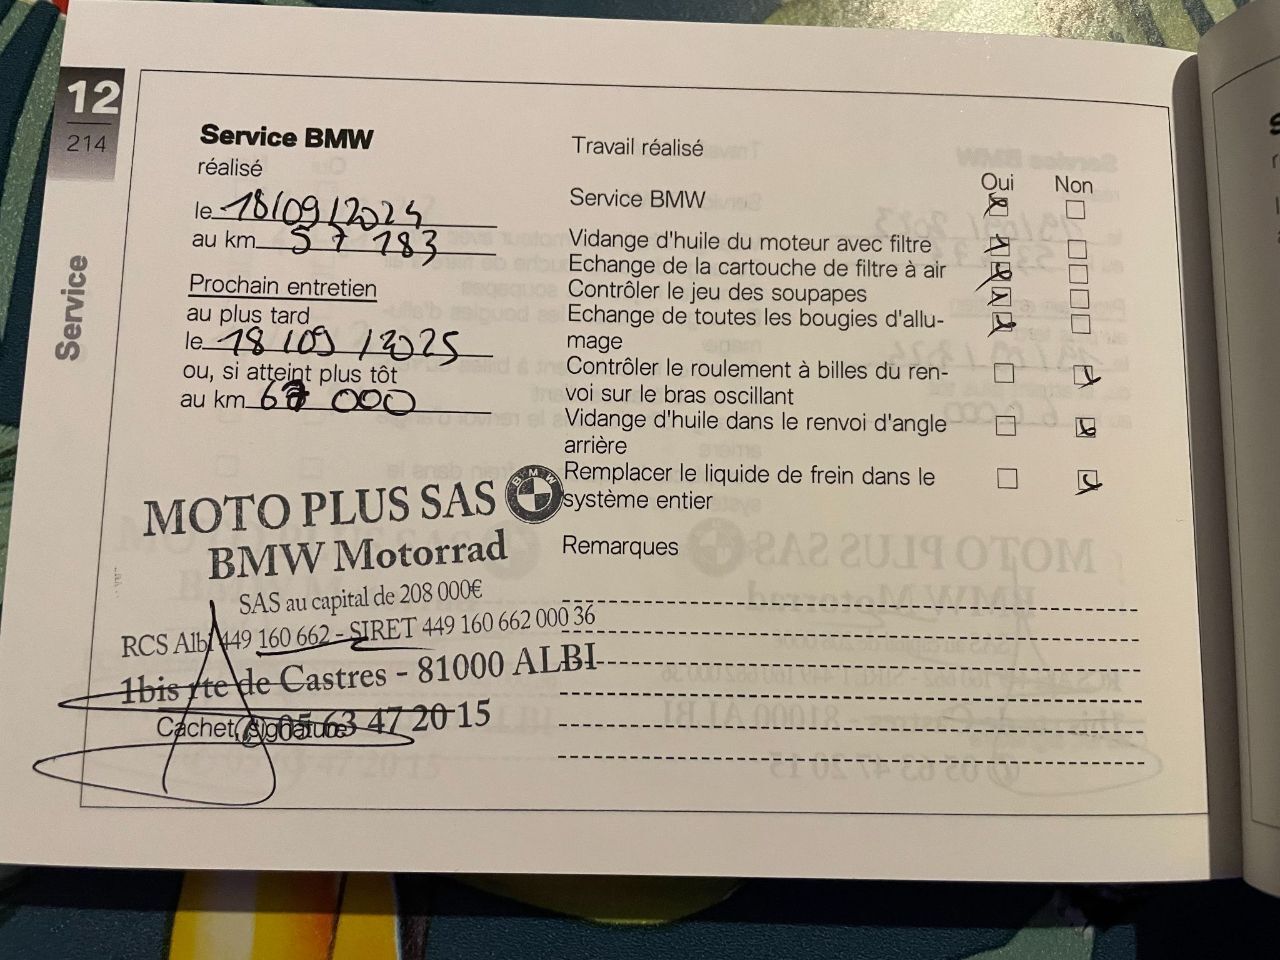 12
214
Service
Service BMW
réalisé
le 18/09/2024
au km 57 183
Prochain entretien
au plus tard
le 18/09/2025
ou, si atteint plus tôt
au km 67 000
Travail réalisé
Oui Non
Service BMW
Vidange d'huile du moteur avec filtre
Echange de la cartouche de filtre à air
Contrôler le jeu des soupapes
Echange de toutes les bougies d'allu-
mage
Contrôler le roulement à billes du ren-
voi sur le bras oscillant
Vidange d'huile dans le renvoi d'angle
arrière
Remplacer le liquide de frein dans le
système entier
Remarques
MOTO PLUS SAS BMW
BMW Motorrad
SAS au capital de 208 000€
RCS Albi 449 160 662 - SIRET 449 160 662 000 36
1bis rte de Castres - 81000 ALBI
05 63 47 20 15
Cachet, signature